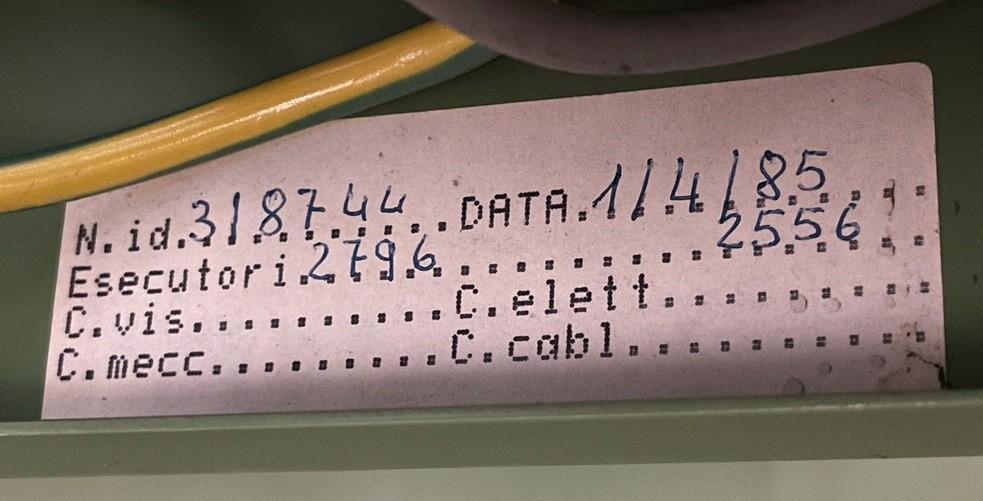 N.id.318744.....DATA.1/4/85
Esecutori.2796..........2556
C.vis...........C.elett..........
C.mecc..........C.cabl...........